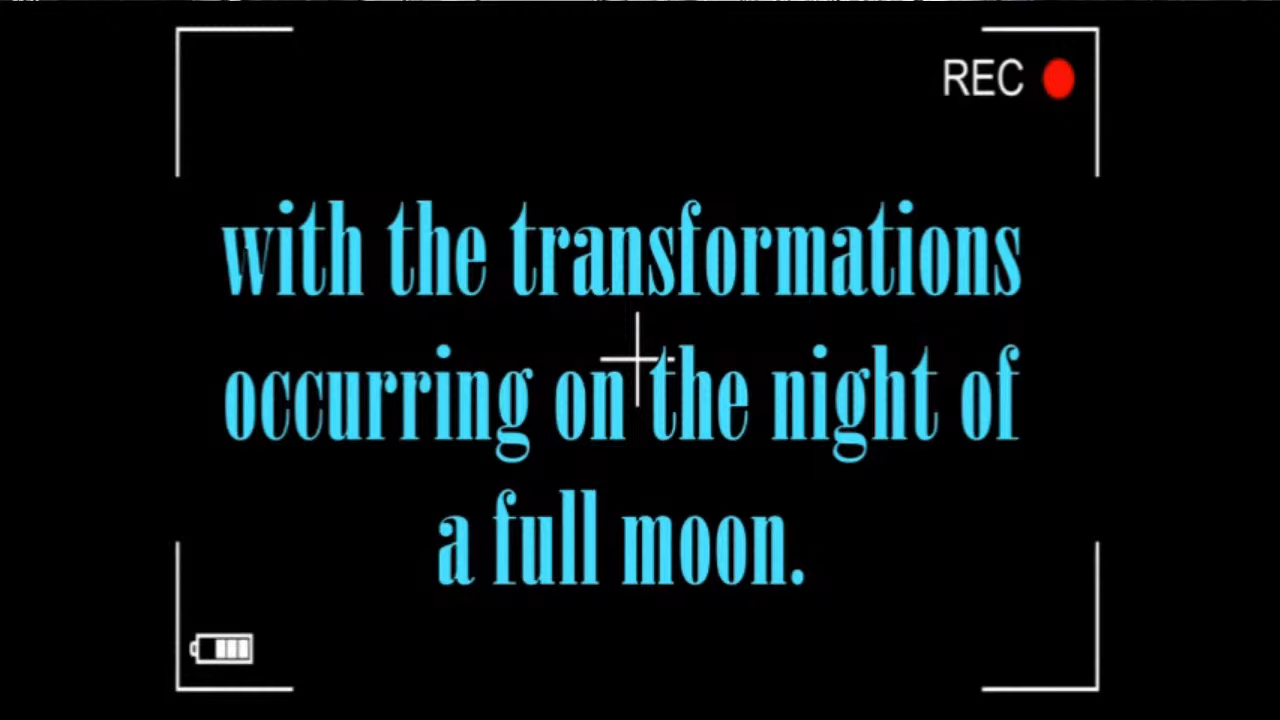 REC
with the transformations
occurring on the night of
a full moon.